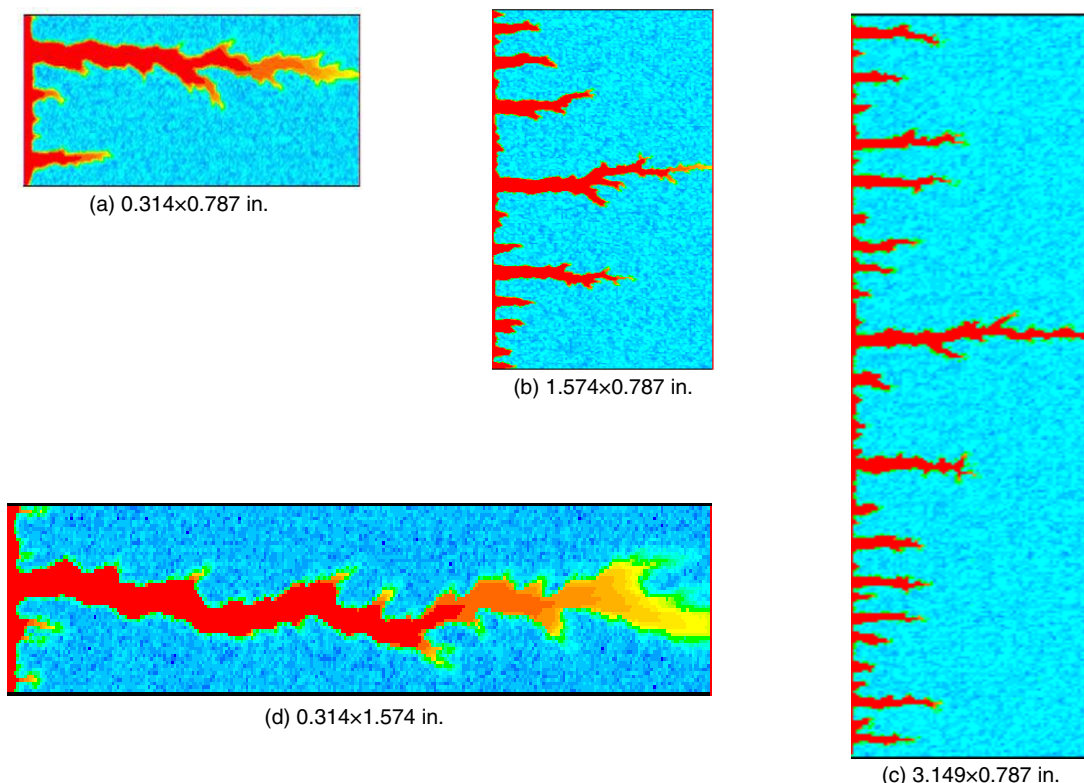 (a) 0.314×0.787 in.
(b) 1.574×0.787 in.
(d) 0.314×1.574 in.
(c) 3.149×0.787 in.